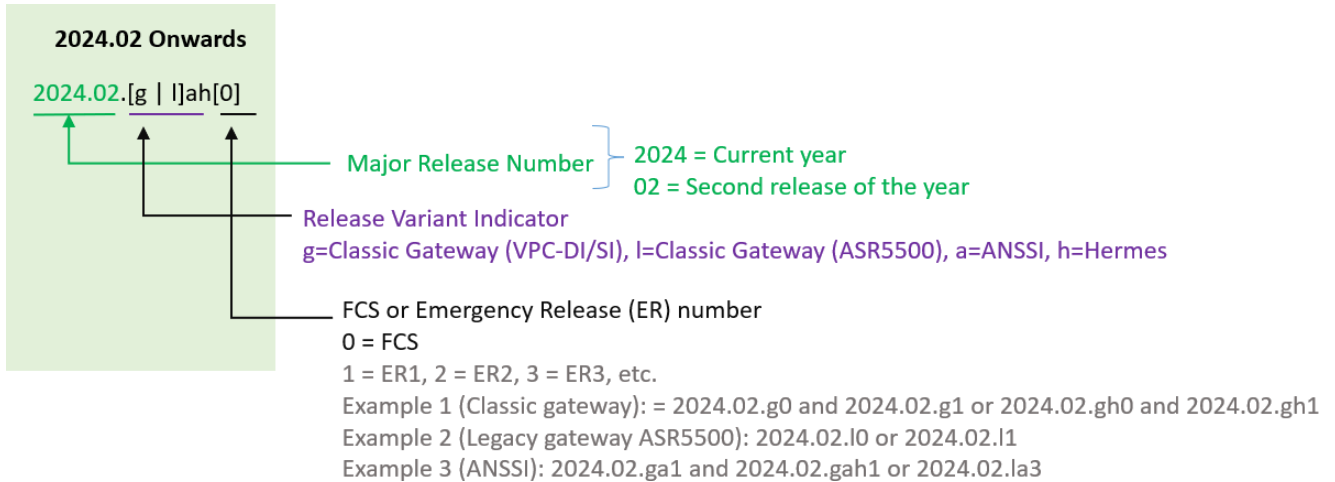 2024.02 Onwards
2024.02.[g | l]ah[0]
Major Release Number
2024 = Current year
02 = Second release of the year
Release Variant Indicator
g=Classic Gateway (VPC-DI/SI), l=Classic Gateway (ASR5500), a=ANSSI, h=Hermes
FCS or Emergency Release (ER) number
0 = FCS
1 = ER1, 2 = ER2, 3 = ER3, etc.
Example 1 (Classic gateway): = 2024.02.g0 and 2024.02.g1 or 2024.02.gh0 and 2024.02.gh1
Example 2 (Legacy gateway ASR5500): 2024.02.l0 or 2024.02.l1
Example 3 (ANSSI): 2024.02.ga1 and 2024.02.gah1 or 2024.02.la3